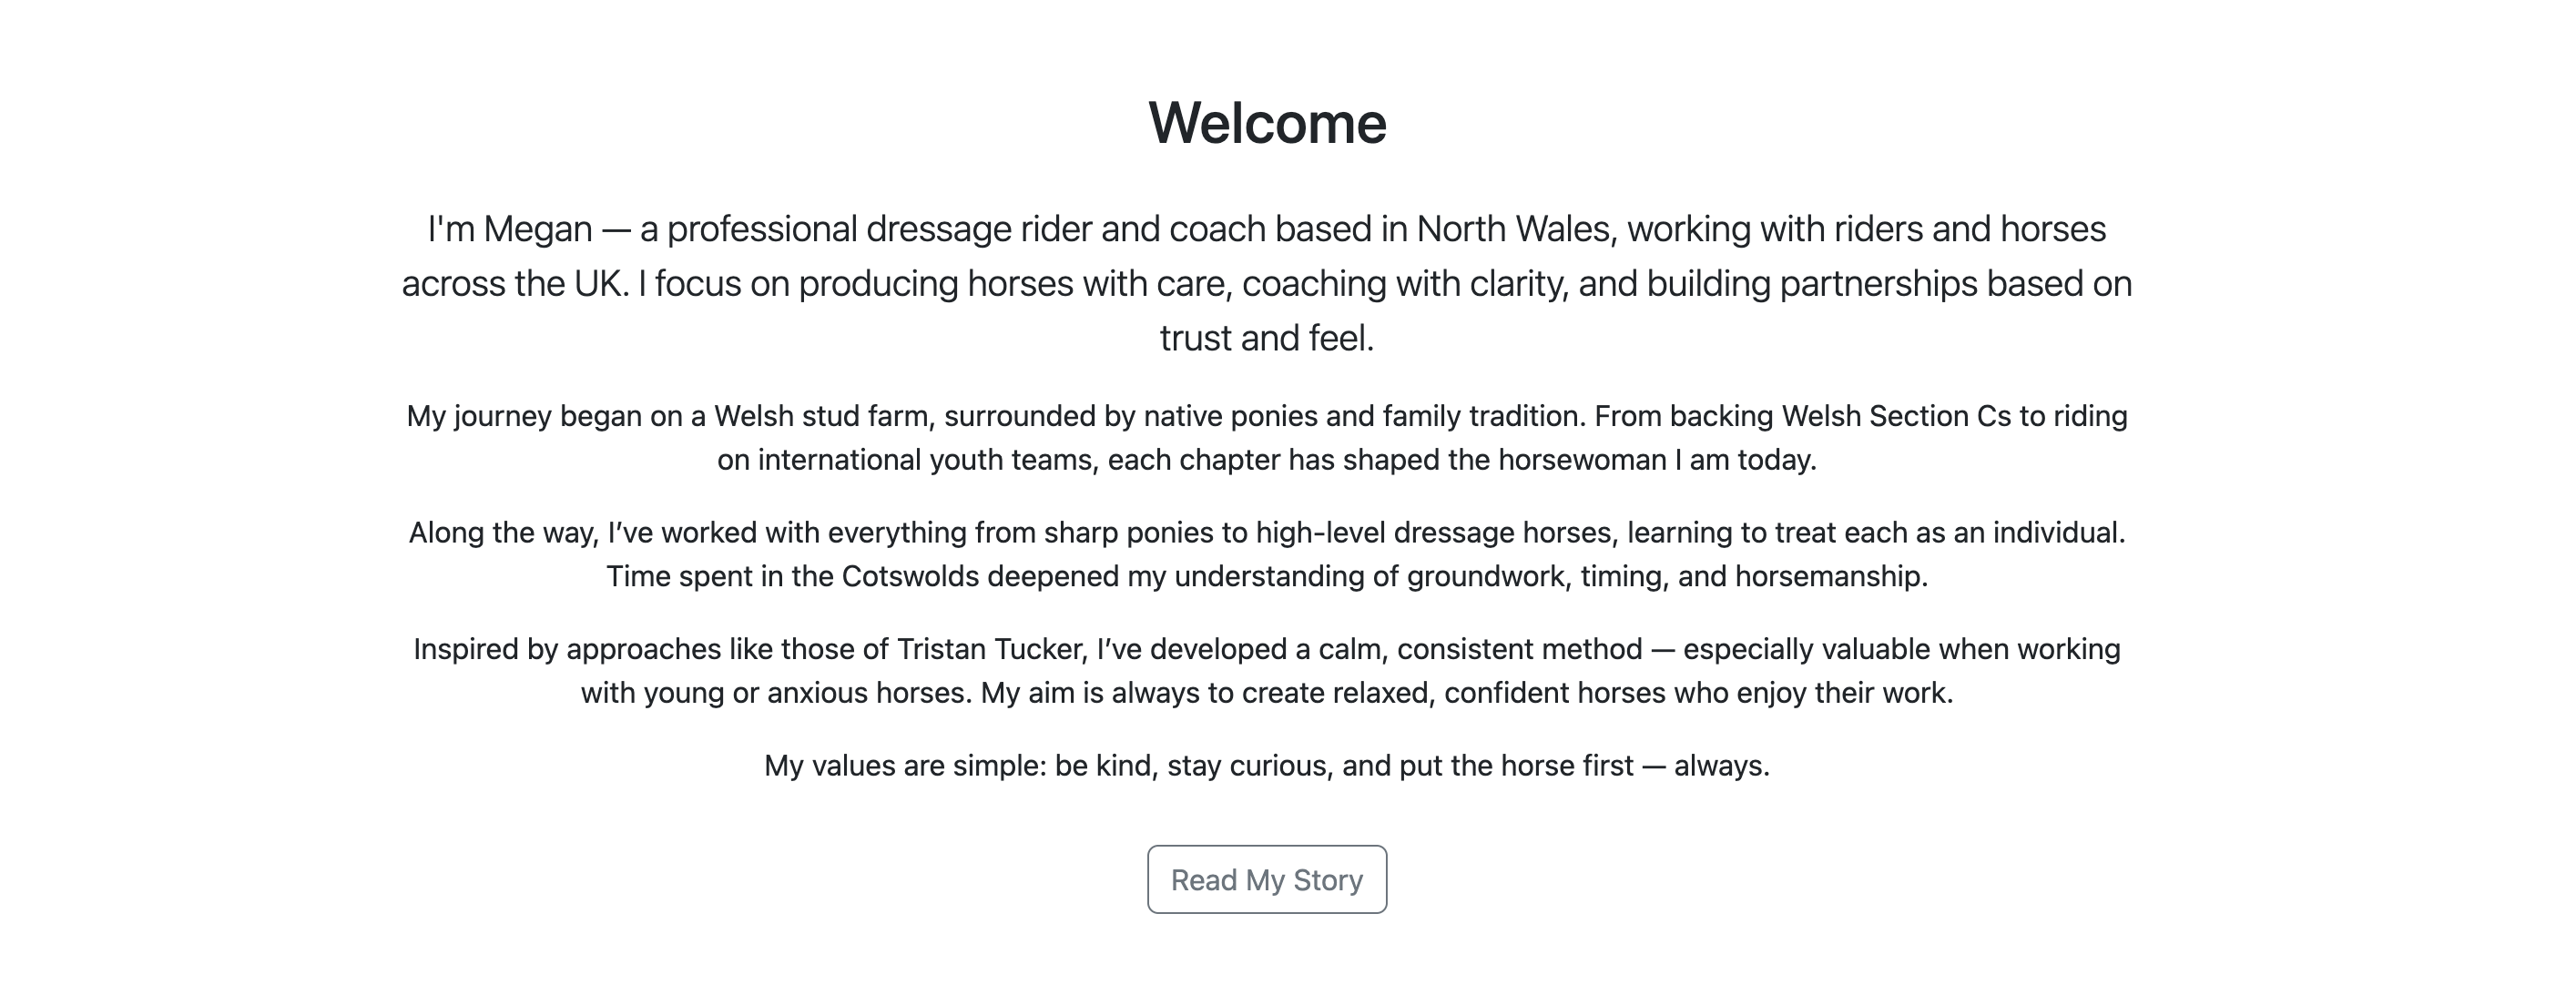 Welcome
I'm Megan — a professional dressage rider and coach based in North Wales, working with riders and horses
across the UK. I focus on producing horses with care, coaching with clarity, and building partnerships based on
trust and feel.
My journey began on a Welsh stud farm, surrounded by native ponies and family tradition. From backing Welsh Section Cs to riding
on international youth teams, each chapter has shaped the horsewoman I am today.
Along the way, I’ve worked with everything from sharp ponies to high-level dressage horses, learning to treat each as an individual.
Time spent in the Cotswolds deepened my understanding of groundwork, timing, and horsemanship.
Inspired by approaches like those of Tristan Tucker, I’ve developed a calm, consistent method — especially valuable when working
with young or anxious horses. My aim is always to create relaxed, confident horses who enjoy their work.
My values are simple: be kind, stay curious, and put the horse first — always.
Read My Story